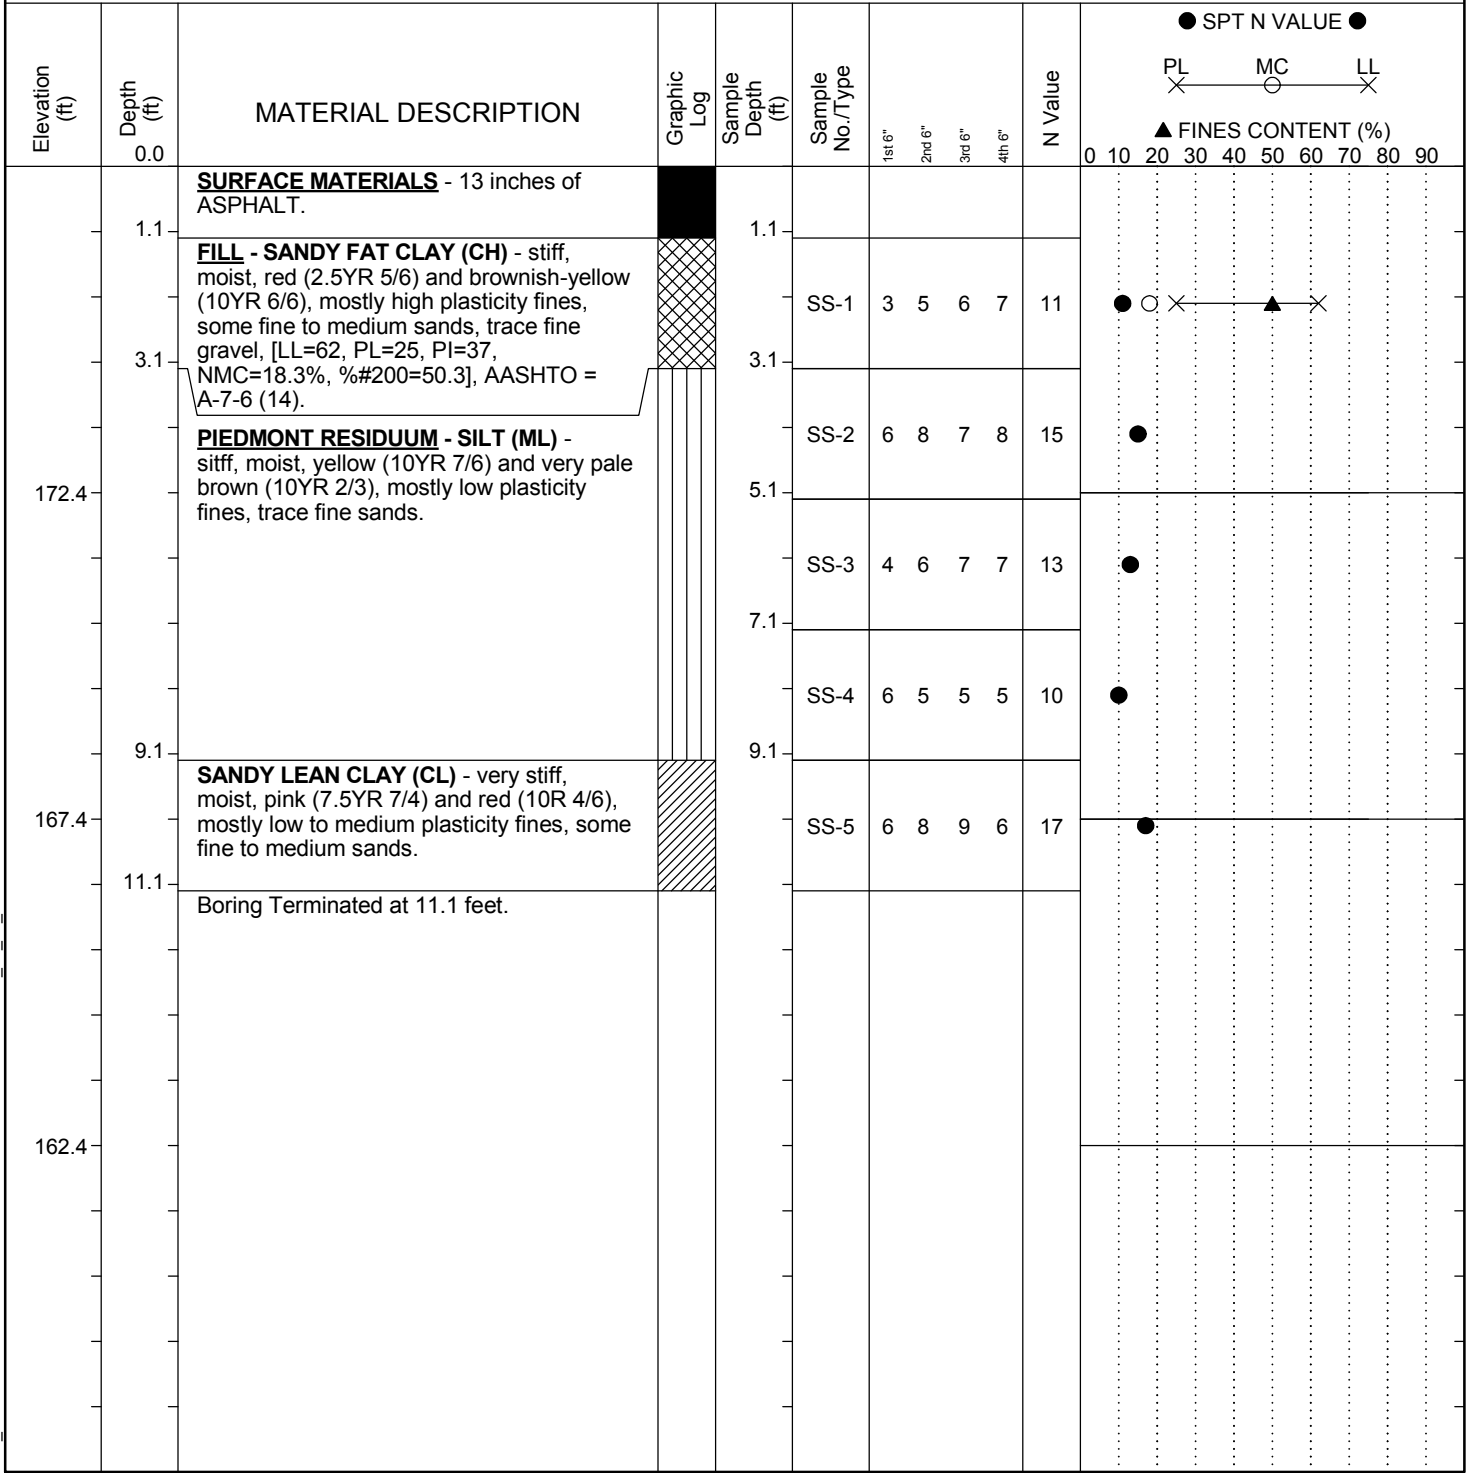 ● SPT N VALUE ●
PL MC LL
▲ FINES CONTENT (%)
0 10 20 30 40 50 60 70 80 90
Elevation
(ft)
Depth
(ft)
0.0
MATERIAL DESCRIPTION
Graphic
Log
Sample
Depth
(ft)
Sample
No./Type
1st 6"
2nd 6"
3rd 6"
4th 6"
N Value
SURFACE MATERIALS - 13 inches of
ASPHALT.
1.1 1.1
FILL - SANDY FAT CLAY (CH) - stiff,
moist, red (2.5YR 5/6) and brownish-yellow
(10YR 6/6), mostly high plasticity fines,
some fine to medium sands, trace fine
gravel, [LL=62, PL=25, PI=37,
NMC=18.3%, %#200=50.3], AASHTO =
A-7-6 (14).
SS-1 3 5 6 7 11
3.1 3.1
PIEDMONT RESIDUUM - SILT (ML) -
sitff, moist, yellow (10YR 7/6) and very pale
brown (10YR 2/3), mostly low plasticity
fines, trace fine sands.
SS-2 6 8 7 8 15
172.4 5.1
SS-3 4 6 7 7 13
7.1
SS-4 6 5 5 5 10
9.1 9.1
SANDY LEAN CLAY (CL) - very stiff,
moist, pink (7.5YR 7/4) and red (10R 4/6),
mostly low to medium plasticity fines, some
fine to medium sands.
167.4
SS-5 6 8 9 6 17
11.1 11.1
Boring Terminated at 11.1 feet.
162.4